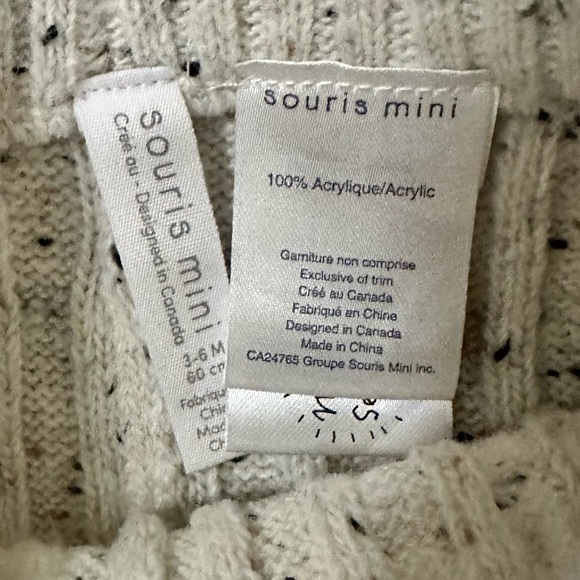 souris mini
Créé au - Designed in Canada
3-6 M
60 cm
souris mini
100% Acrylique/Acrylic
Garniture non comprise
Exclusive of trim
Créé au Canada
Fabriqué en Chine
Designed in Canada
Made in China
CA24765 Groupe Souris Mini inc.